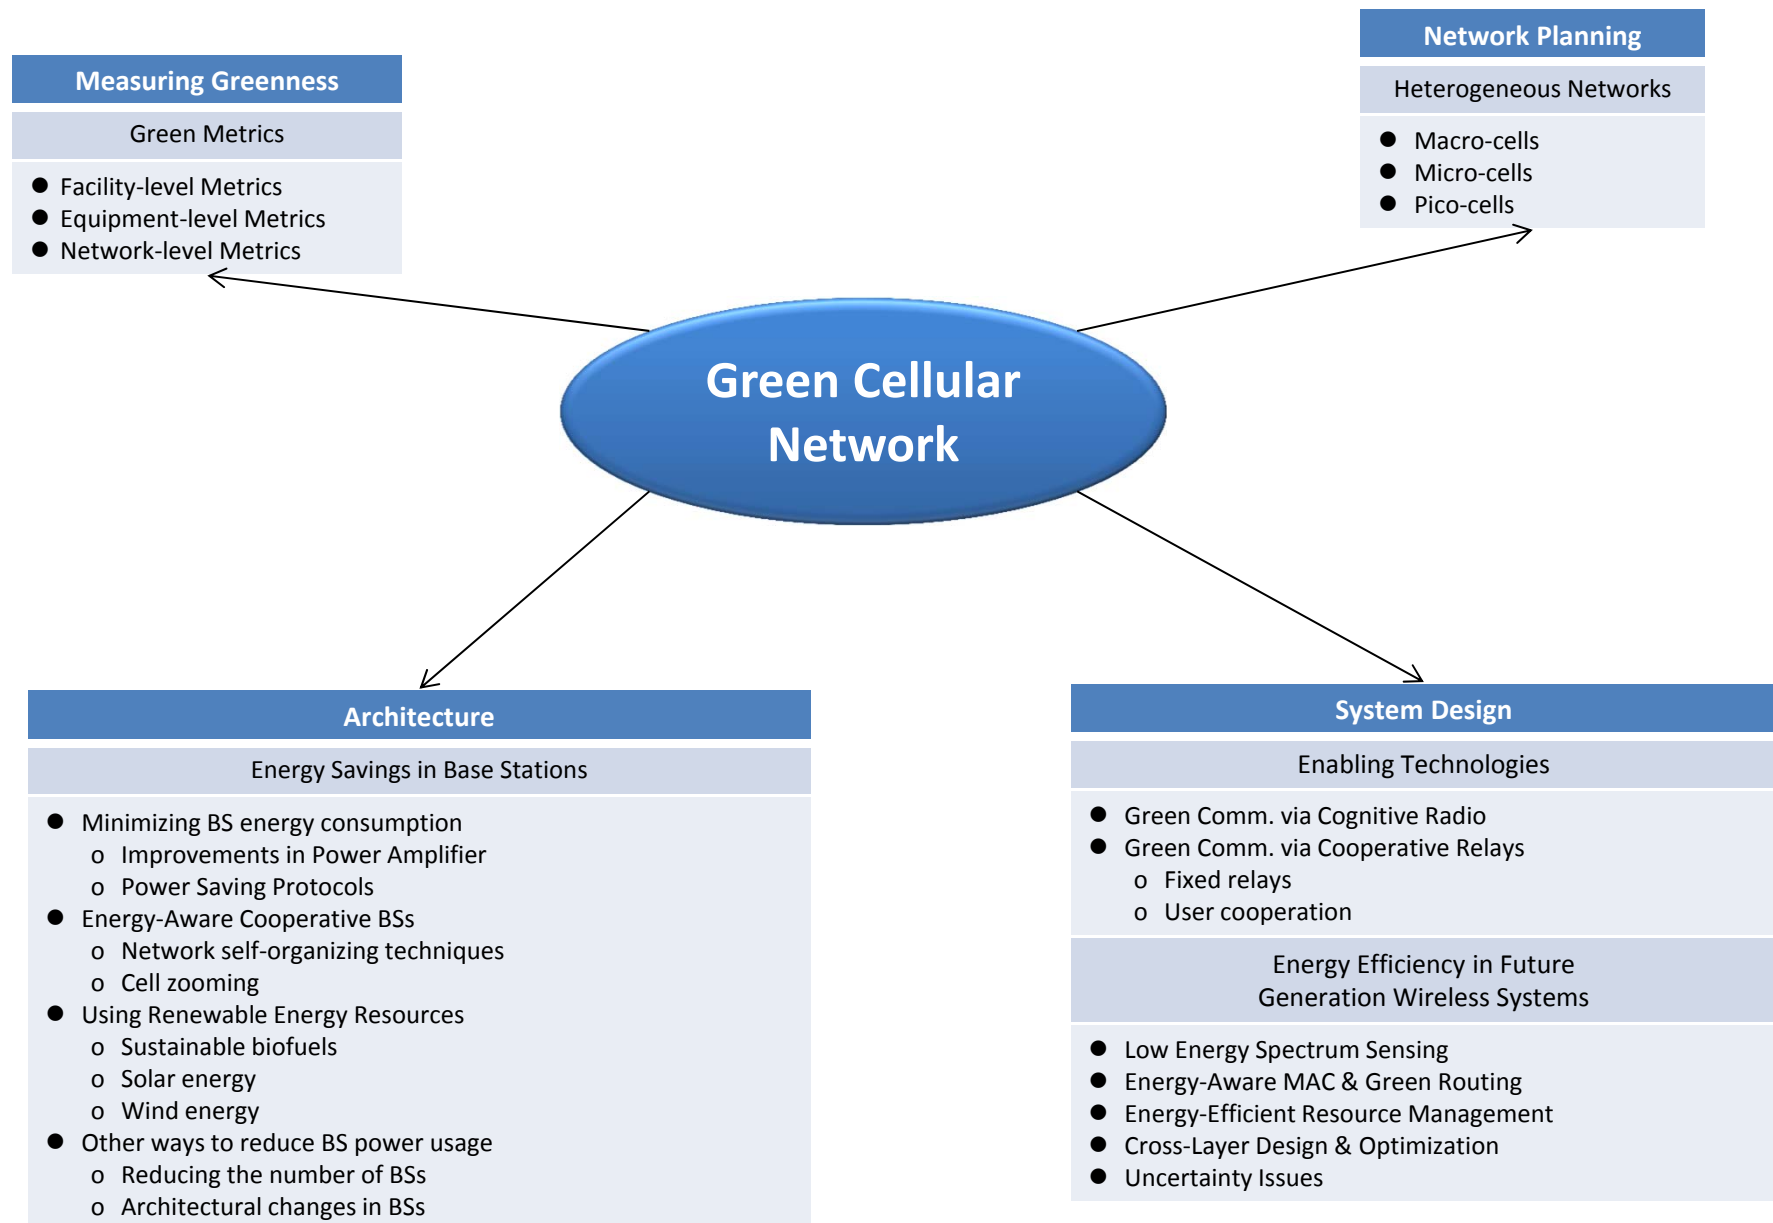 Measuring Greenness
Green Metrics
● Facility-level Metrics
● Equipment-level Metrics
● Network-level Metrics
Network Planning
Heterogeneous Networks
● Macro-cells
● Micro-cells
● Pico-cells
Green Cellular
Network
Architecture
Energy Savings in Base Stations
● Minimizing BS energy consumption
o Improvements in Power Amplifier
o Power Saving Protocols
● Energy-Aware Cooperative BSs
o Network self-organizing techniques
o Cell zooming
● Using Renewable Energy Resources
o Sustainable biofuels
o Solar energy
o Wind energy
● Other ways to reduce BS power usage
o Reducing the number of BSs
o Architectural changes in BSs
System Design
Enabling Technologies
● Green Comm. via Cognitive Radio
● Green Comm. via Cooperative Relays
o Fixed relays
o User cooperation
Energy Efficiency in Future
Generation Wireless Systems
● Low Energy Spectrum Sensing
● Energy-Aware MAC & Green Routing
● Energy-Efficient Resource Management
● Cross-Layer Design & Optimization
● Uncertainty Issues